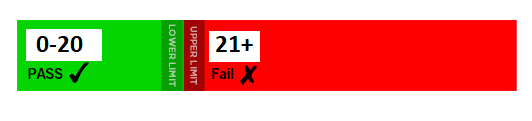 0-20
PASS ✓
LOWER LIMIT
UPPER LIMIT
21+
Fail ✗